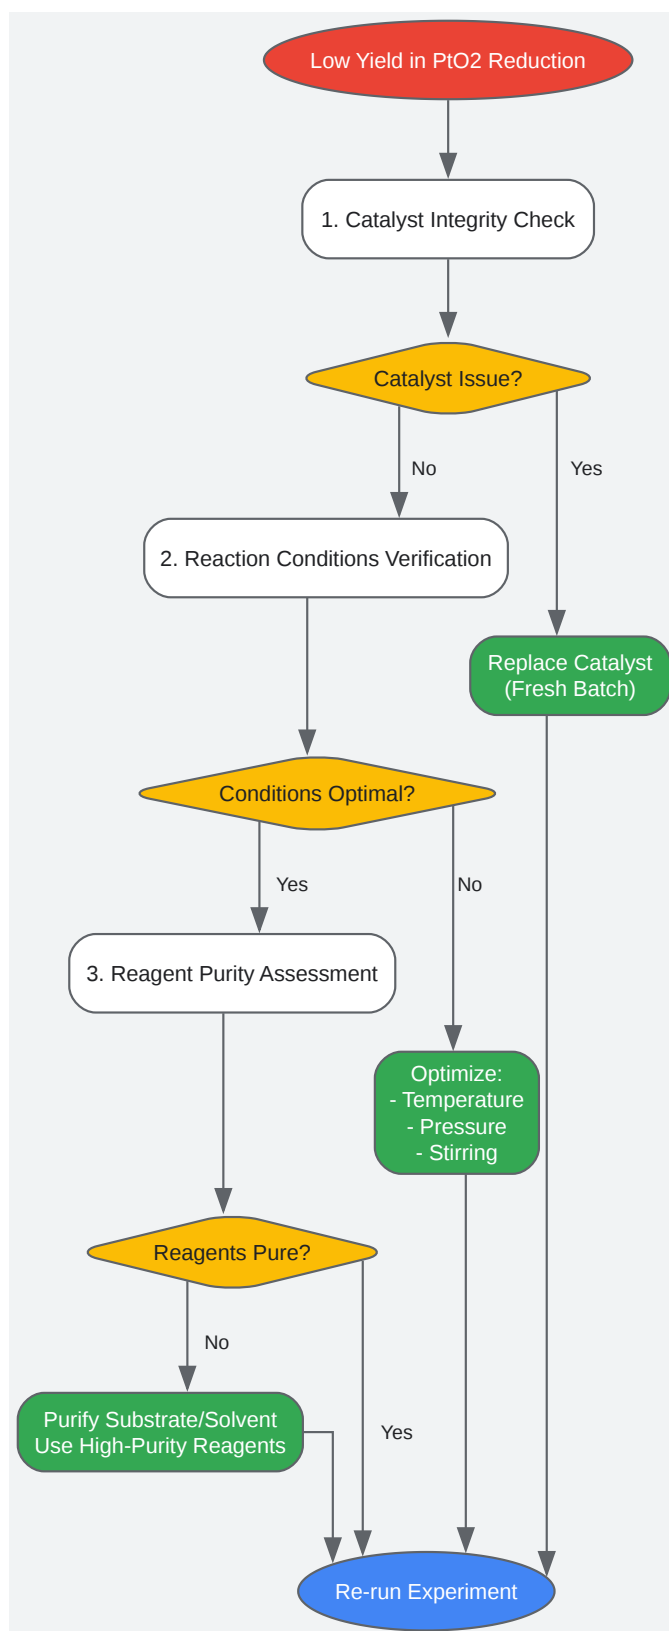 Low Yield in PtO2 Reduction
1. Catalyst Integrity Check
Catalyst Issue?
No
Yes
2. Reaction Conditions Verification
Replace Catalyst
(Fresh Batch)
Conditions Optimal?
Yes
No
3. Reagent Purity Assessment
Optimize:
- Temperature
- Pressure
- Stirring
Reagents Pure?
No
Purify Substrate/Solvent
Use High-Purity Reagents
Yes
Re-run Experiment